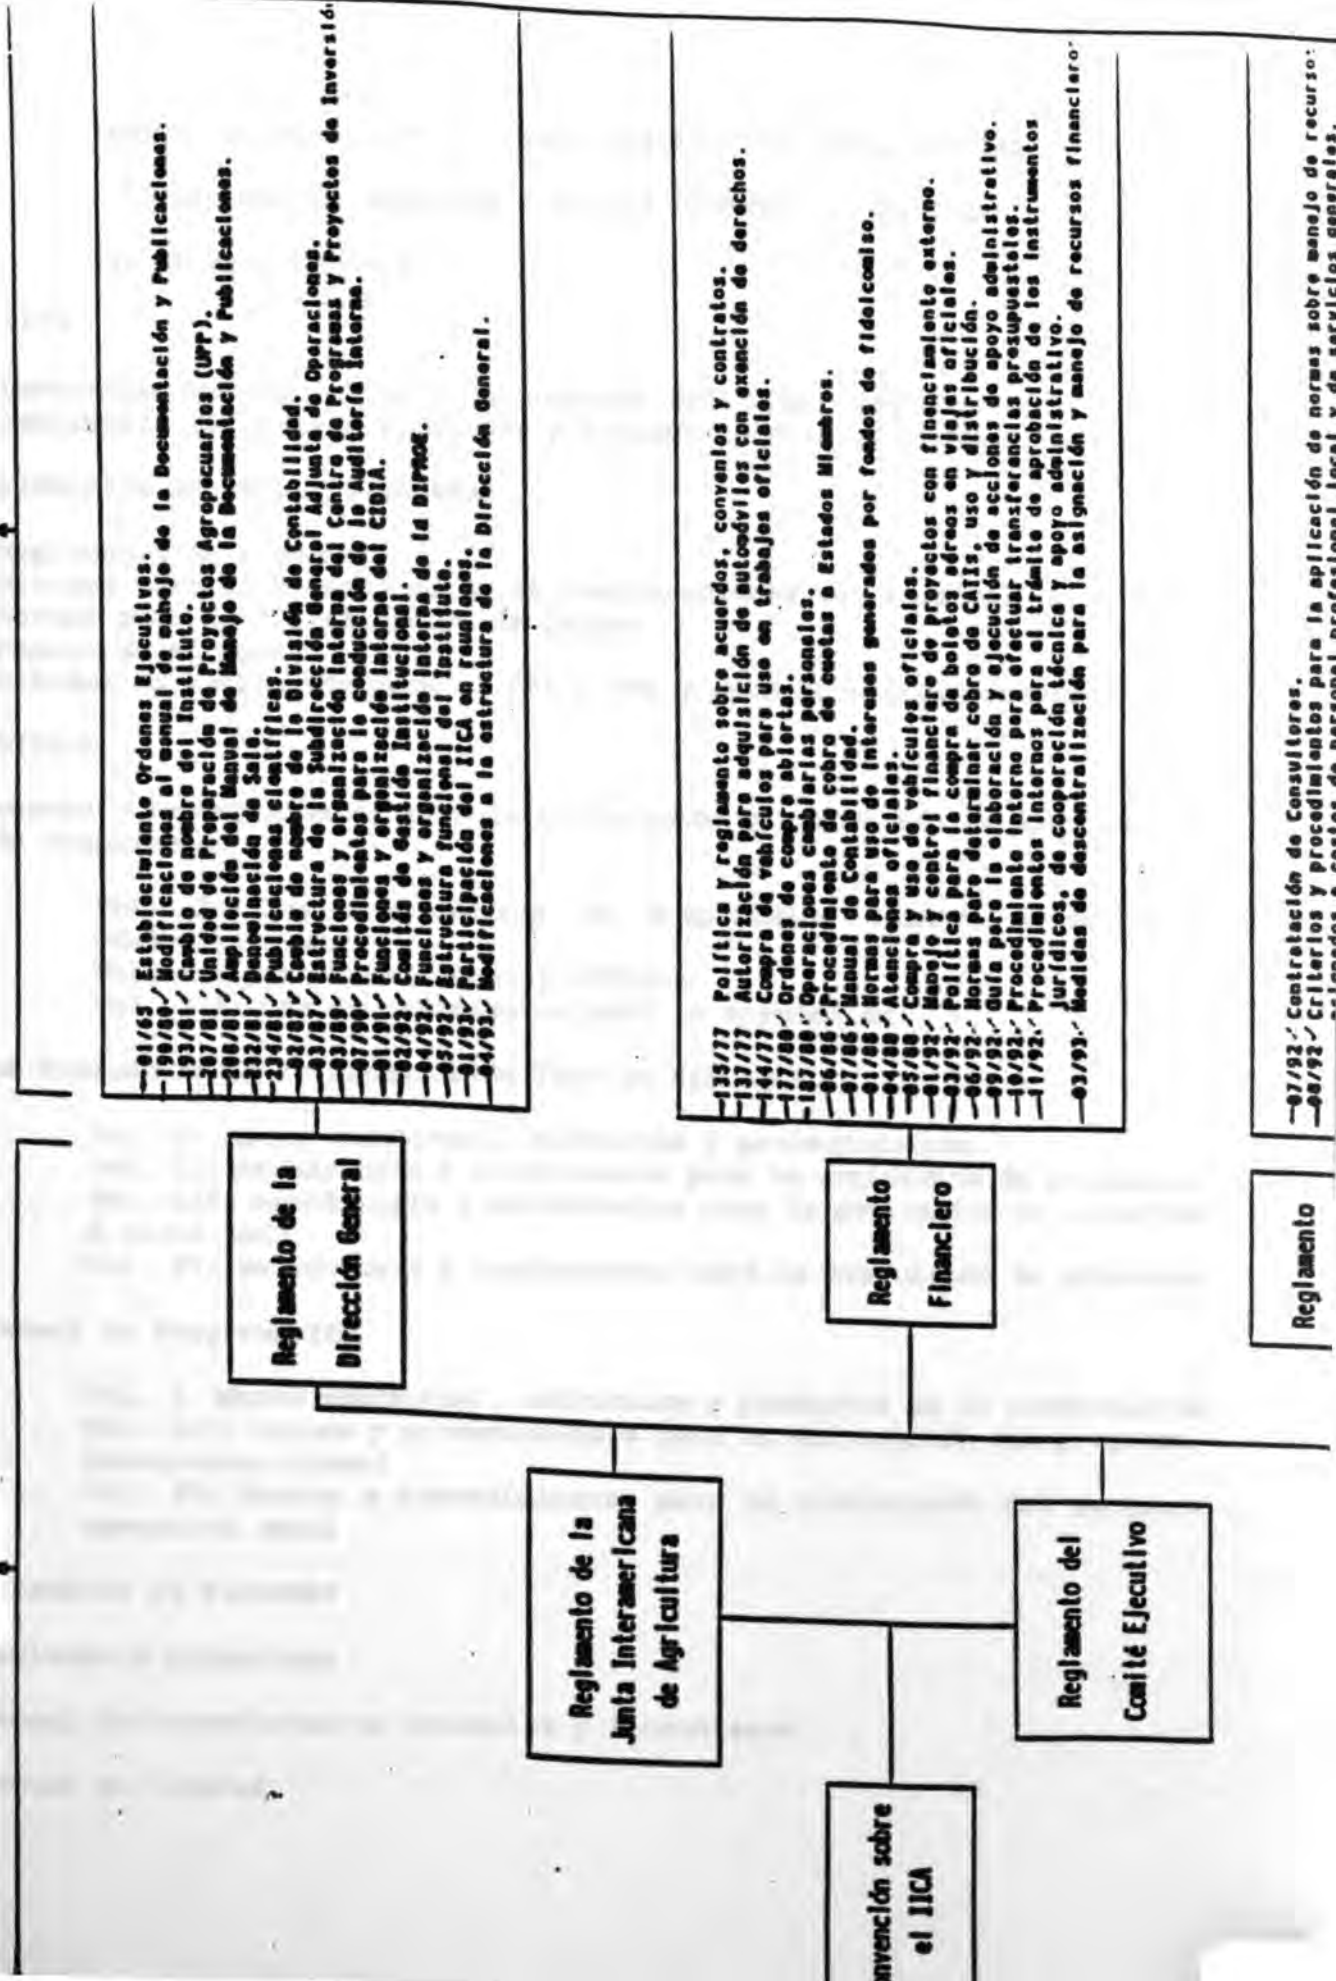 onvención sobre
el IICA
Reglamento de la
Junta Interamericana
de Agricultura
Reglamento del
Comité Ejecutivo
Reglamento de la
Dirección General
01/65 Establecimiento Ordenes Ejecutivas.
190/80 Modificaciones al manual de manejo de la Documentación y Publicaciones.
193/81 Cambio de nombre del Instituto.
207/81 Unidad de Preparación de Proyectos Agropecuarios (UPP).
208/81 Ampliación del Manual de Manejo de la Documentación y Publicaciones.
232/81 Denominación de Sala.
234/81 Publicaciones científicas.
02/87 Cambio de nombre de la División de Contabilidad.
03/87 Estructura de la Subdirección General Adjunta de Operaciones.
03/89 Funciones y organización interna del Centro de Programas y Proyectos de Inversión
07/90 Procedimientos para la conducción de la Auditoría Interna.
01/91 Funciones y organización interna del CIDIA.
02/92 Comités de Gestión Institucional.
04/92 Funciones y organización interna de la DIPROE.
05/92 Estructura funcional del Instituto.
01/93 Participación del IICA en reuniones.
04/93 Modificaciones a la estructura de la Dirección General.
Reglamento
Financiero
135/77 Política y reglamento sobre acuerdos, convenios y contratos.
137/77 Autorización para adquisición de automóviles con exención de derechos.
144/77 Compra de vehículos para uso en trabajos oficiales.
177/80 Ordenes de compra abiertas.
187/80 Operaciones cambiarias personales.
06/86 Procedimiento de cobro de cuotas a Estados Miembros.
07/86 Manual de Contabilidad.
01/88 Normas para uso de intereses generados por fondos de fideicomiso.
04/88 Atenciones oficiales.
05/88 Compra y uso de vehículos oficiales.
01/92 Manejo y control financiero de proyectos con financiamiento externo.
03/92 Política para la compra de boletos aéreos en viajes oficiales.
06/92 Normas para determinar cobro de CATIs, uso y distribución.
09/92 Guía para la elaboración y ejecución de acciones de apoyo administrativo.
10/92 Procedimiento interno para efectuar transferencias presupuestales.
11/92 Procedimientos internos para el trámite de aprobación de los instrumentos
jurídicos, de cooperación técnica y apoyo administrativo.
03/93 Medidas de descentralización para la asignación y manejo de recursos financiero
Reglamento
07/92 Contratación de Consultores.
08/92 Criterios y procedimientos para la aplicación de normas sobre manejo de recurso
de personal profesional local y de servicios generales.